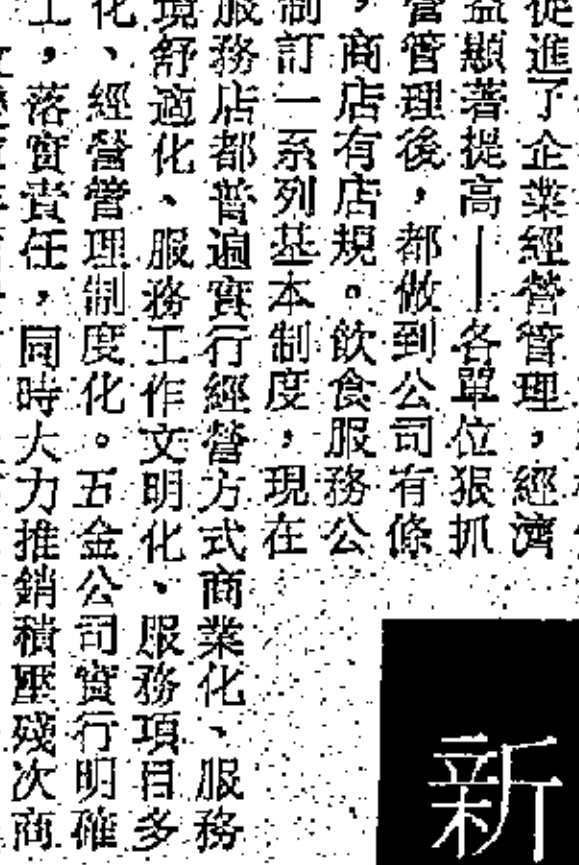 促進了企業經營管理,經濟
益顯著提高—各單位狠抓
營管理後,都做到公司有條
,商店有店規。飲食服務公
制訂一系列基本制度,現在
服務店都普遍實行經營方式商業化、服務
境舒適化、服務工作文明化、服務項目多
化、經營管理制度化。五金公司實行明確
工,落實責任,同時大力推銷積壓殘次商
新